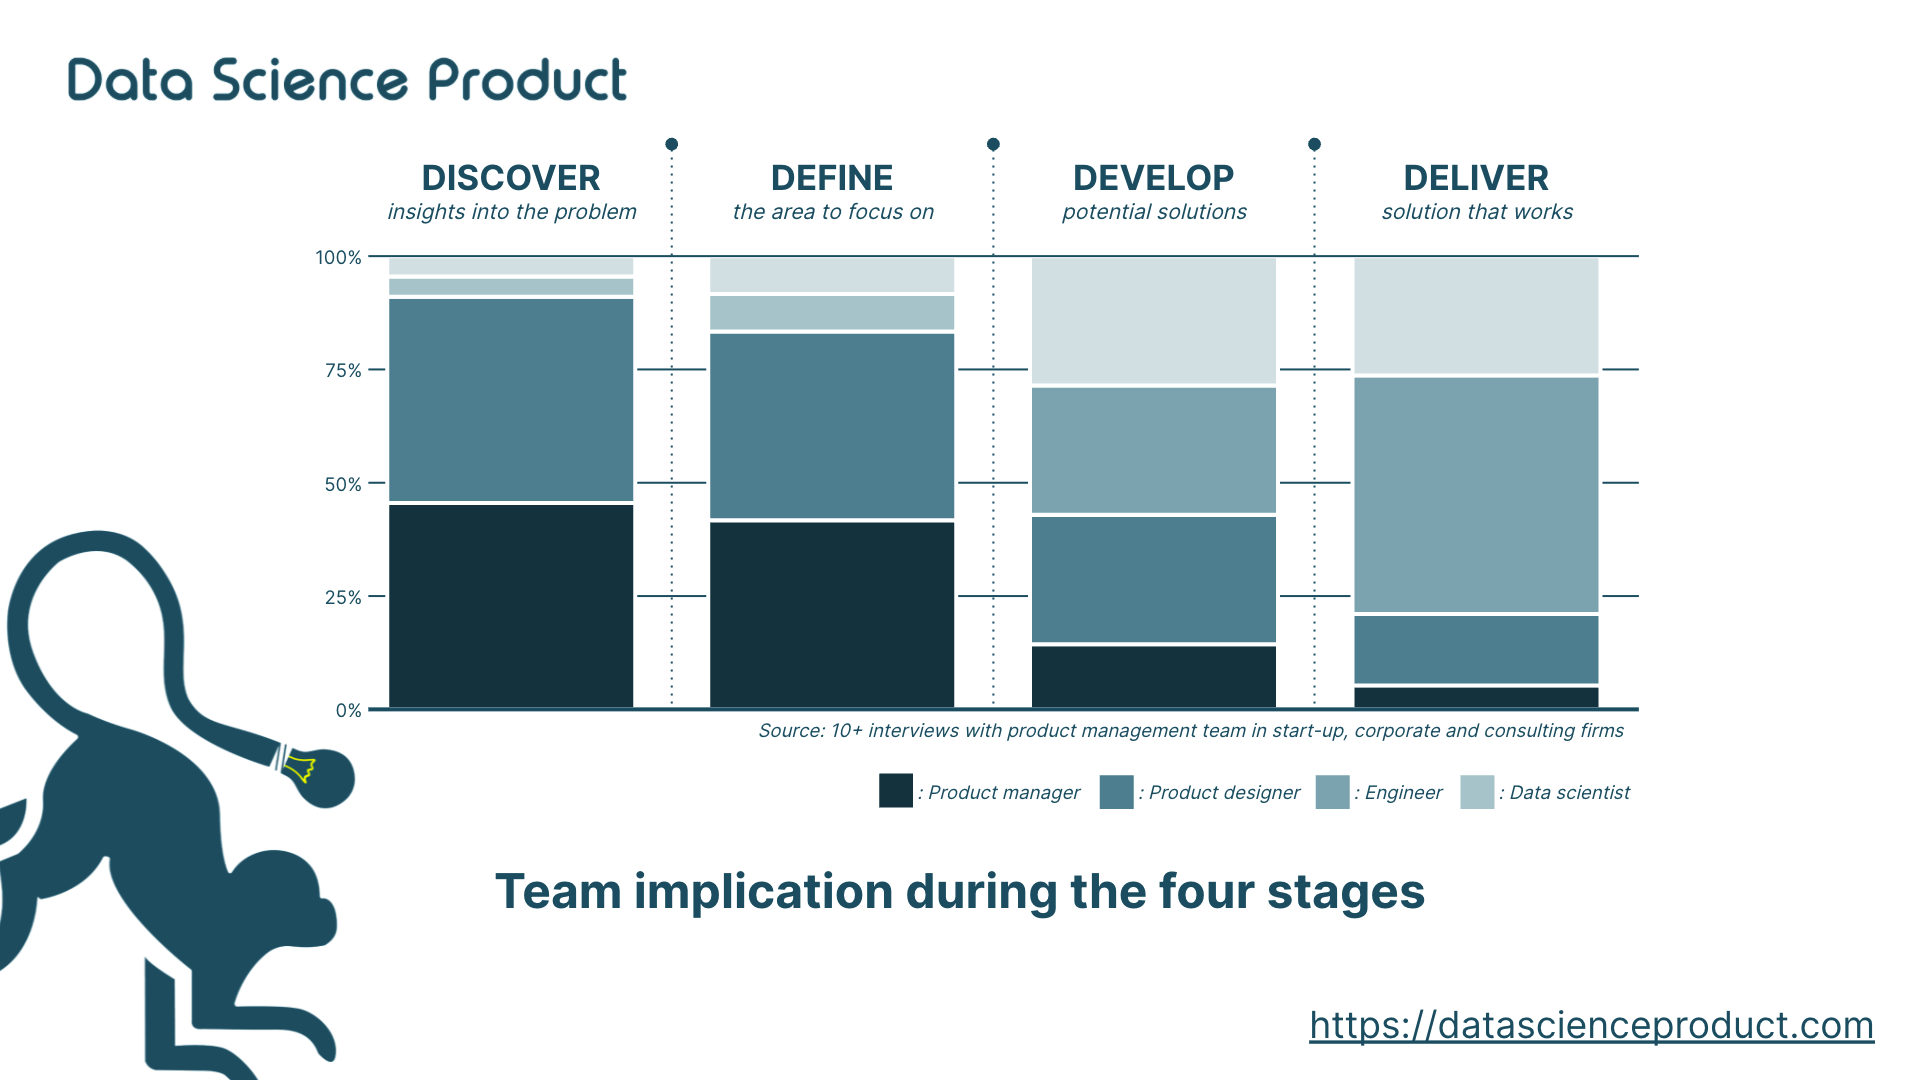 Data Science Product
DISCOVER
insights into the problem
DEFINE
the area to focus on
DEVELOP
potential solutions
DELIVER
solution that works
100%
75%
50%
25%
0%
Source: 10+ interviews with product management team in start-up, corporate and consulting firms
: Product manager : Product designer : Engineer : Data scientist
Team implication during the four stages
https://datascienceproduct.com